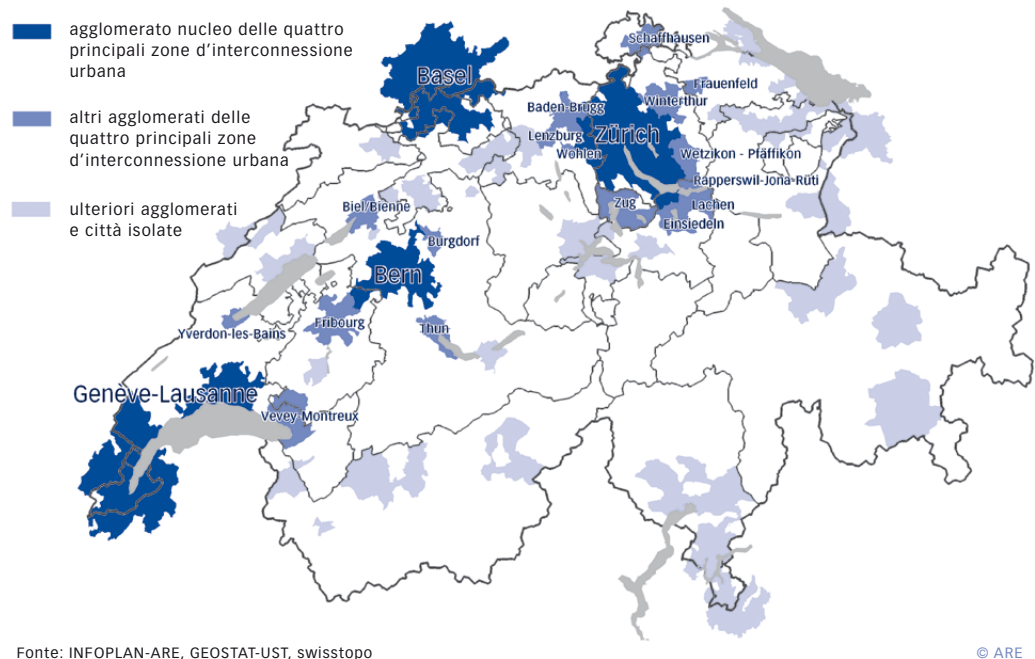 agglomerato nucleo delle quattro
principali zone d'interconnessione
urbana
altri agglomerati delle
quattro principali zone
d'interconnessione urbana
ulteriori agglomerati
e città isolate
Schaffhausen
Basel
Frauenfeld
Winterthur
Baden-Brugg
Zürich
Lenzburg
Wohlen
Wetzikon - Pfäffikon
Rapperswil-Jona-Rüti
Zug
Lachen
Einsiedeln
Biel/Bienne
Burgdorf
Bern
Fribourg
Thun
Yverdon-les-Bains
Genève-Lausanne
Vevey-Montreux
Fonte: INFOPLAN-ARE, GEOSTAT-UST, swisstopo
© ARE